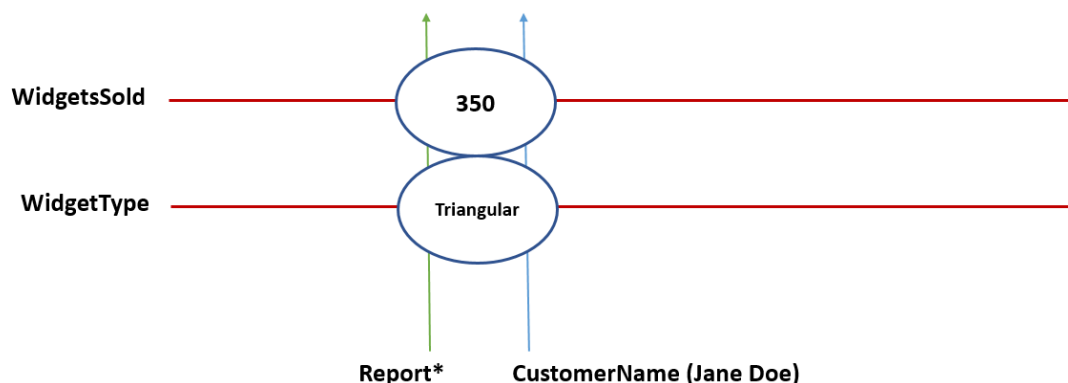 WidgetsSold
350
WidgetType
Triangular
Report*
CustomerName (Jane Doe)